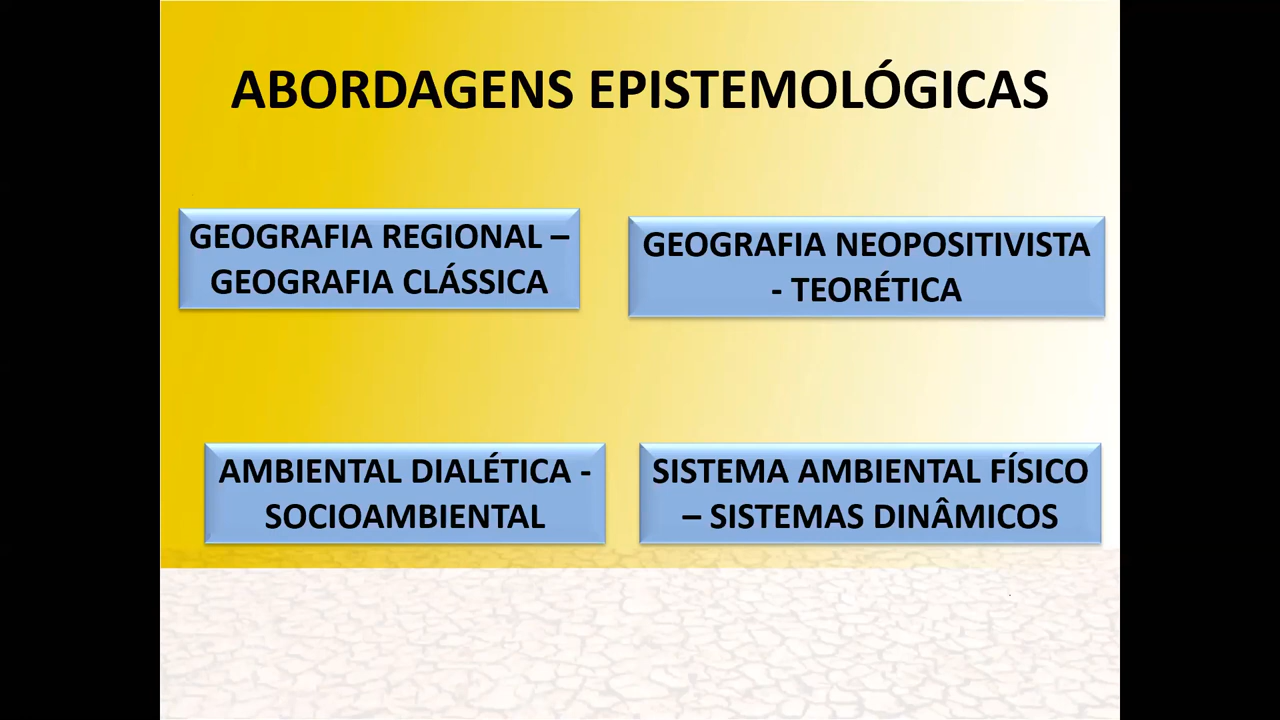 ABORDAGENS EPISTEMOLÓGICAS
GEOGRAFIA REGIONAL –
GEOGRAFIA CLÁSSICA
GEOGRAFIA NEOPOSITIVISTA
- TEORÉTICA
AMBIENTAL DIALÉTICA -
SOCIOAMBIENTAL
SISTEMA AMBIENTAL FÍSICO
– SISTEMAS DINÂMICOS